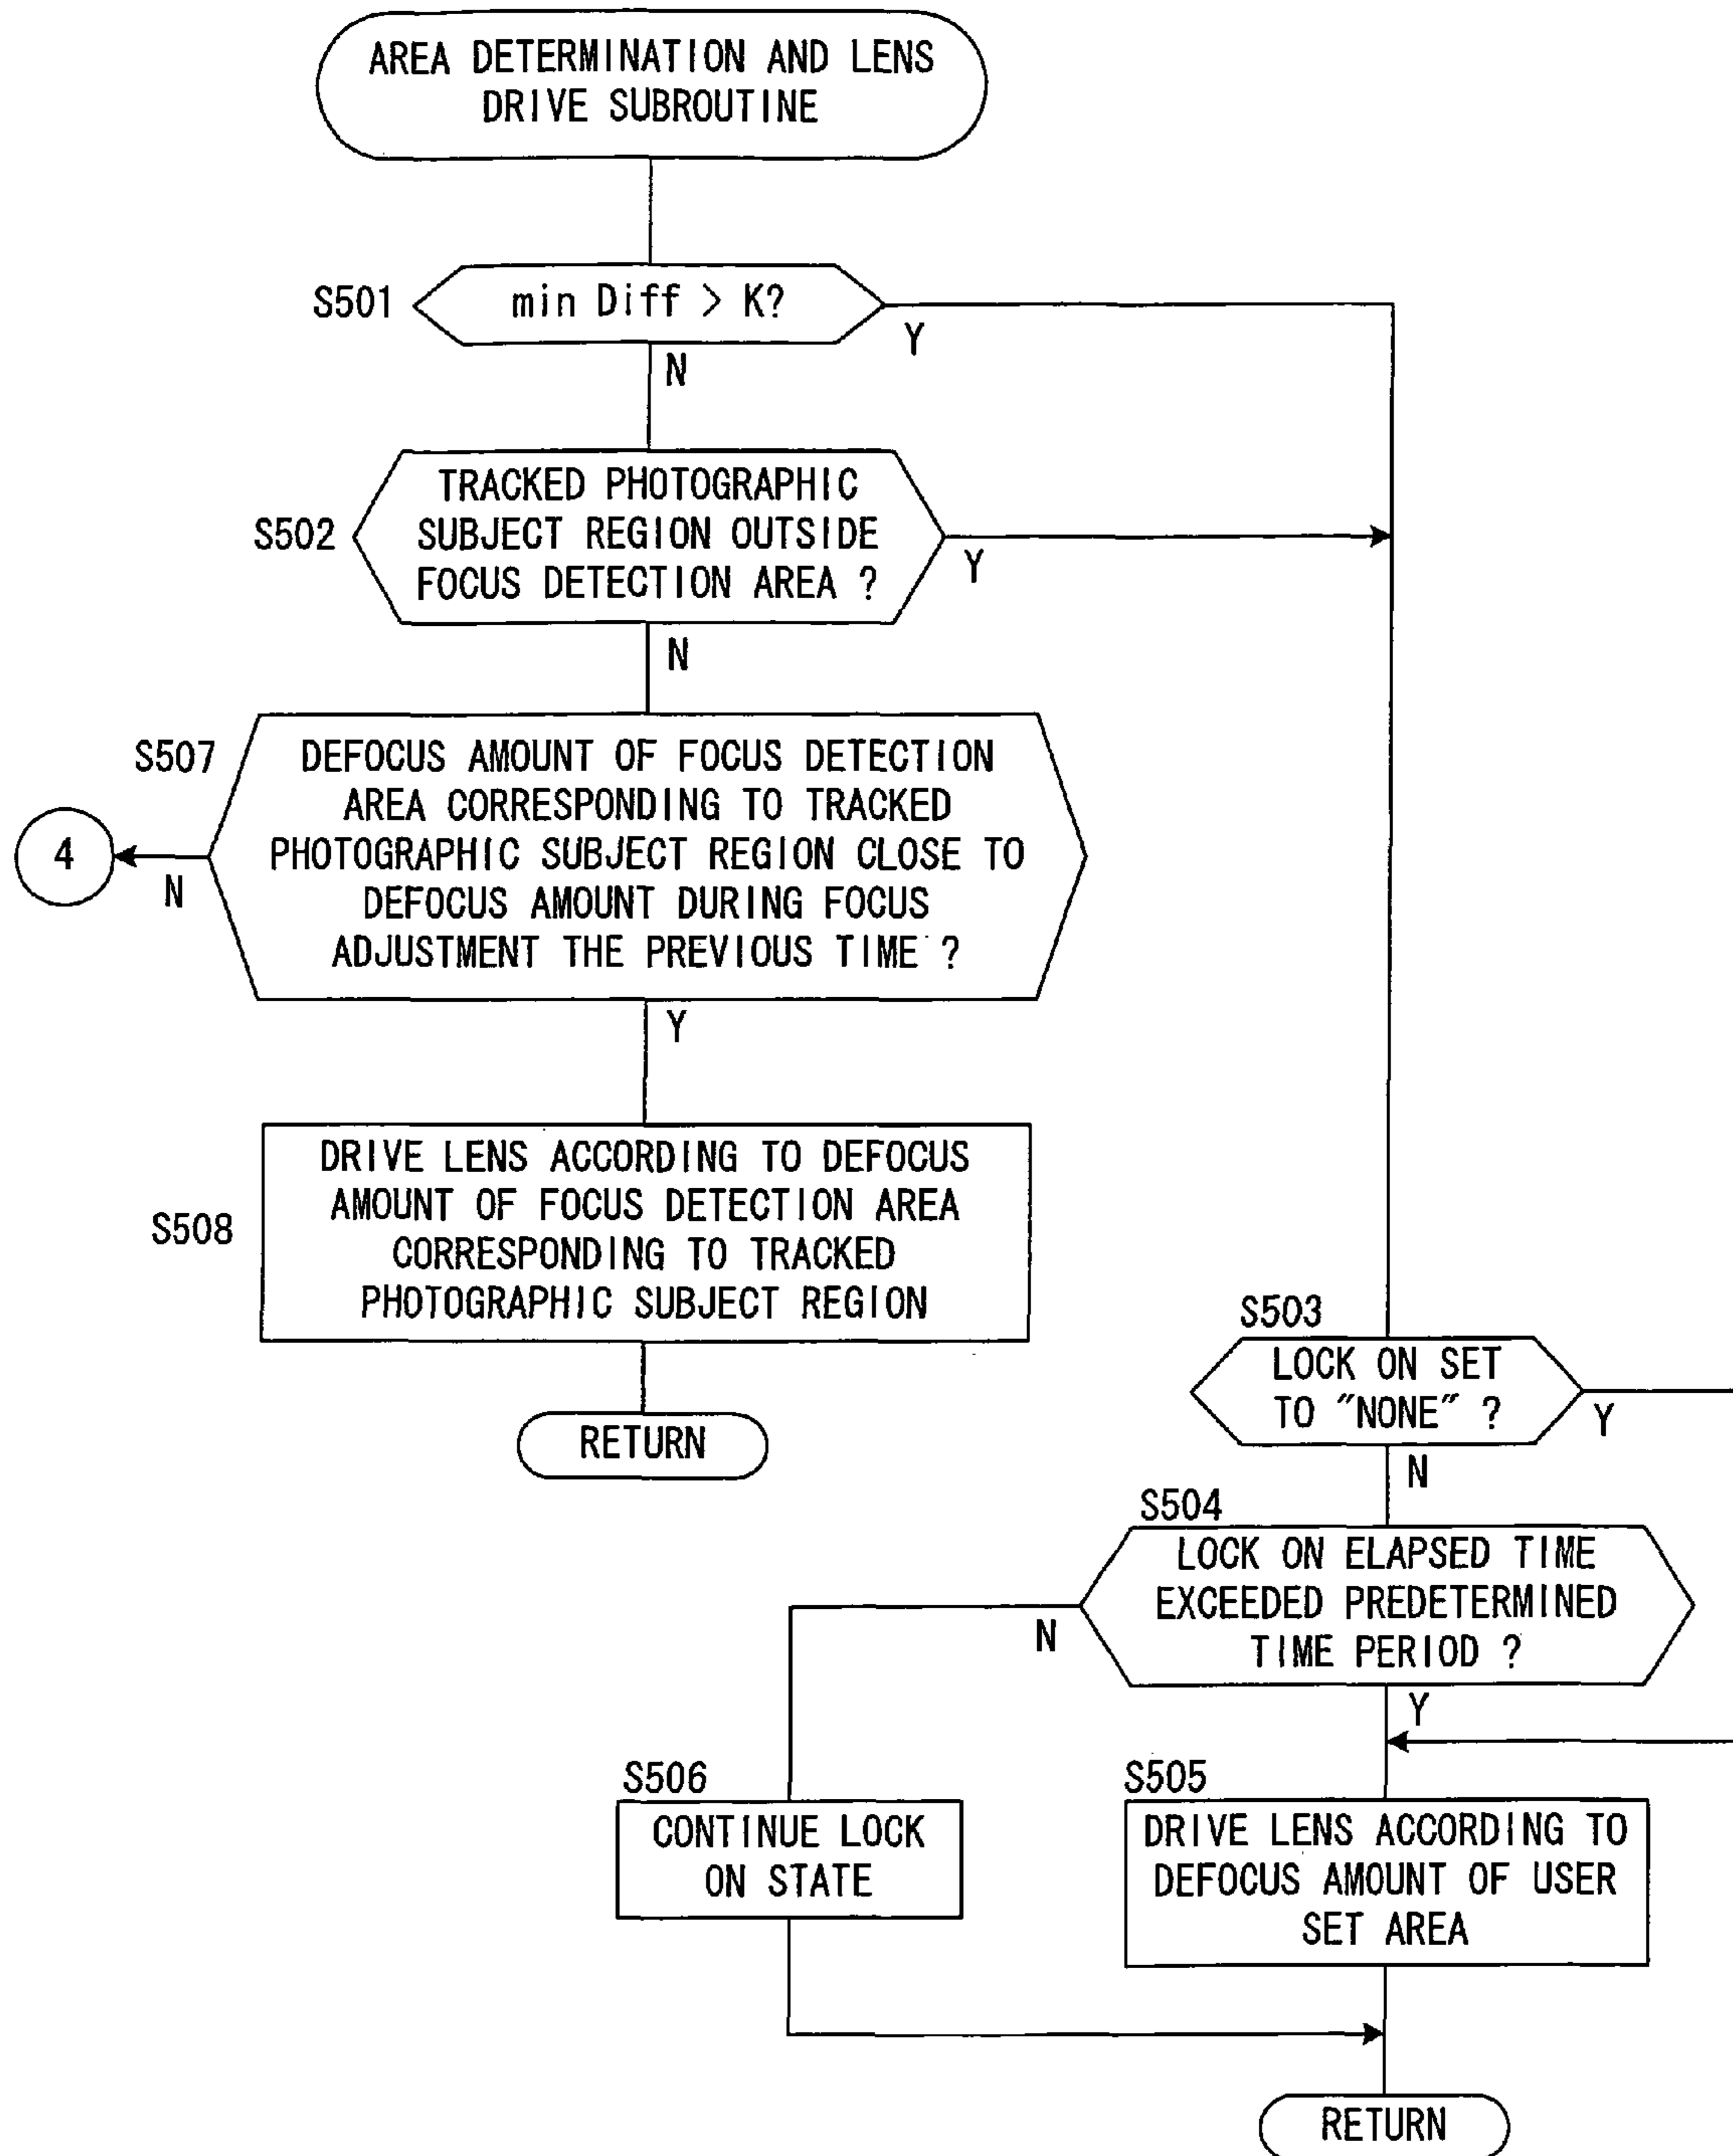 AREA DETERMINATION AND LENS
DRIVE SUBROUTINE
S501
min Diff > K?
Y
N
S502
TRACKED PHOTOGRAPHIC
SUBJECT REGION OUTSIDE
FOCUS DETECTION AREA ?
Y
N
S507
DEFOCUS AMOUNT OF FOCUS DETECTION
AREA CORRESPONDING TO TRACKED
PHOTOGRAPHIC SUBJECT REGION CLOSE TO
DEFOCUS AMOUNT DURING FOCUS
ADJUSTMENT THE PREVIOUS TIME ?
4
N
Y
S508
DRIVE LENS ACCORDING TO DEFOCUS
AMOUNT OF FOCUS DETECTION AREA
CORRESPONDING TO TRACKED
PHOTOGRAPHIC SUBJECT REGION
RETURN
S503
LOCK ON SET
TO "NONE" ?
Y
N
S504
LOCK ON ELAPSED TIME
EXCEEDED PREDETERMINED
TIME PERIOD ?
N
Y
S506
CONTINUE LOCK
ON STATE
S505
DRIVE LENS ACCORDING TO
DEFOCUS AMOUNT OF USER
SET AREA
RETURN